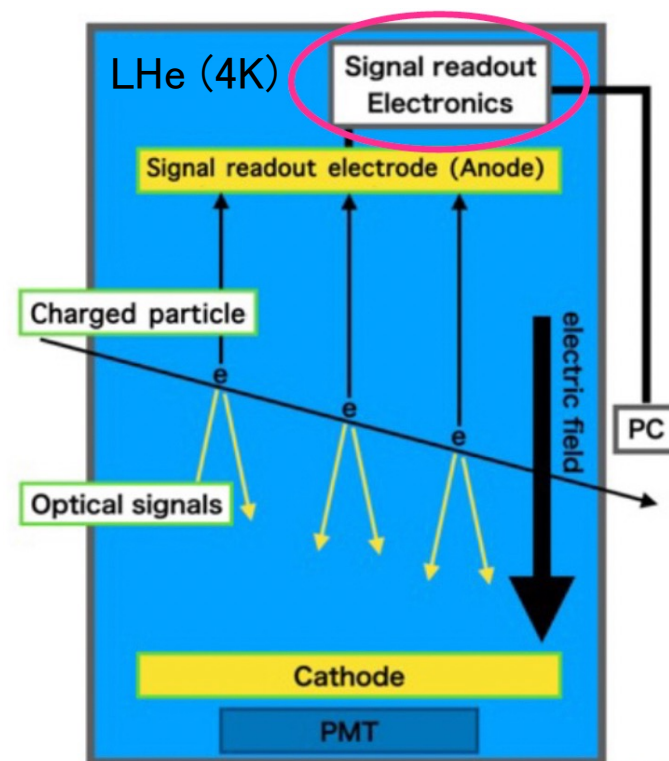 LHe (4K)
Signal readout
Electronics
Signal readout electrode (Anode)
Charged particle
electric field
e
e
e
PC
Optical signals
Cathode
PMT